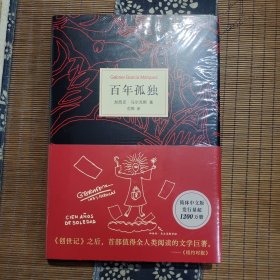 Gabriel García Márquez
百年孤独
加西亚·马尔克斯 著
范晔 译
CIEN AÑOS
DE SOLEDAD
简体中文版
发行量超
1200万册
《创世纪》之后，首部值得全人类阅读的文学巨著。
——《纽约时报》